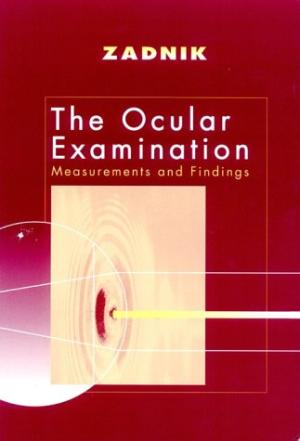 ZADNIK
The Ocular
Examination
Measurements and Findings